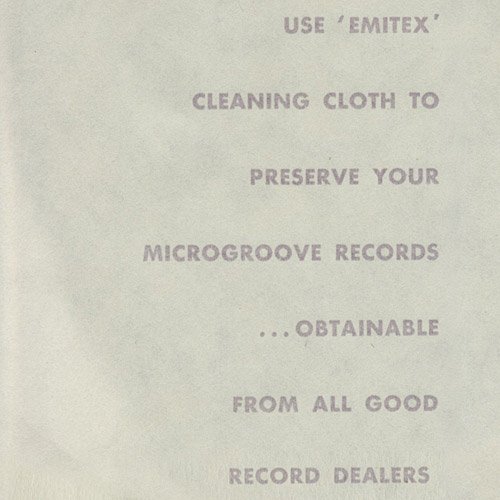 USE ‘EMITEX’
CLEANING CLOTH TO
PRESERVE YOUR
MICROGROOVE RECORDS
...OBTAINABLE
FROM ALL GOOD
RECORD DEALERS